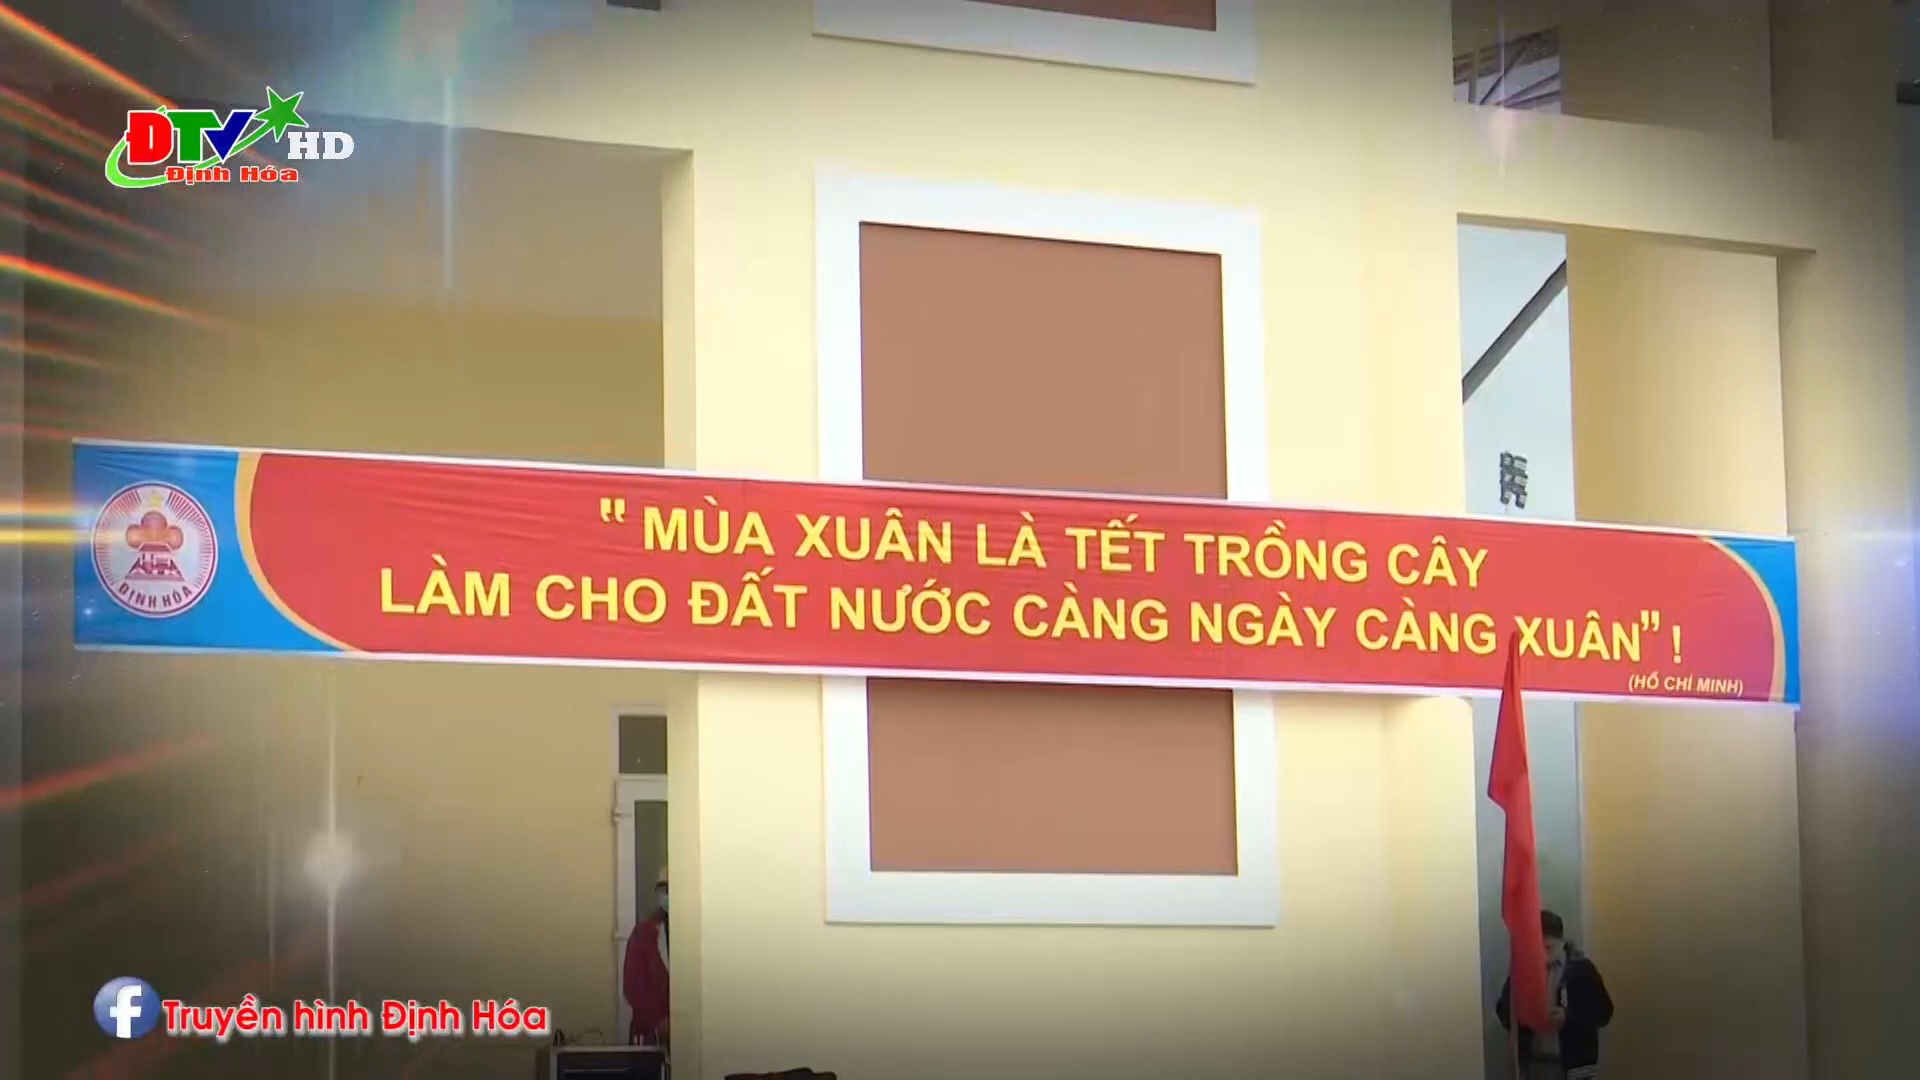 ĐTV HD
Định Hóa
" MÙA XUÂN LÀ TẾT TRỒNG CÂY
LÀM CHO ĐẤT NƯỚC CÀNG NGÀY CÀNG XUÂN" !
(HỒ CHÍ MINH)
ĐỊNH HÓA
f Truyền hình Định Hóa